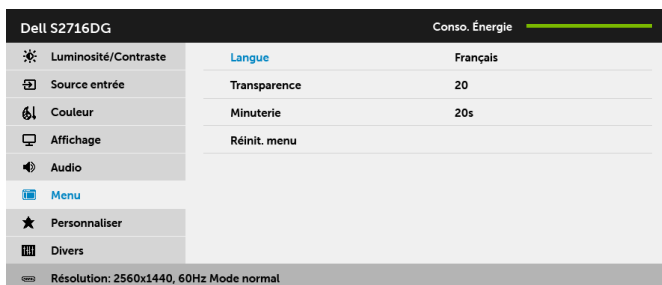 Dell S2716DG Conso. Énergie
Luminosité/Contraste Langue Français
Source entrée Transparence 20
Couleur Minuterie 20s
Affichage Réinit. menu
Audio
Menu
Personnaliser
Divers
Résolution: 2560x1440, 60Hz Mode normal